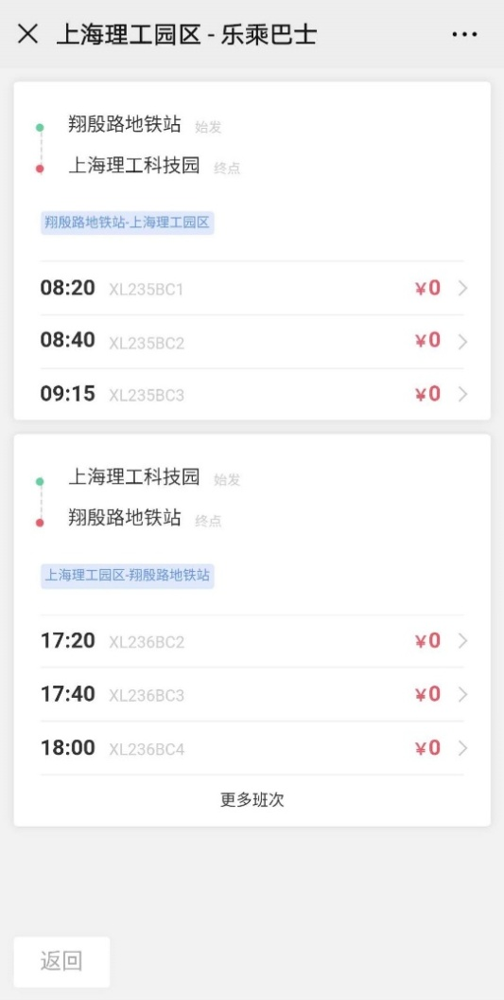 上海理工园区 - 乐乘巴士
翔殷路地铁站 始发
上海理工科技园 终点
翔殷路地铁站-上海理工园区
08:20 XL235BC1 ¥0
08:40 XL235BC2 ¥0
09:15 XL235BC3 ¥0
上海理工科技园 始发
翔殷路地铁站 终点
上海理工园区-翔殷路地铁站
17:20 XL236BC2 ¥0
17:40 XL236BC3 ¥0
18:00 XL236BC4 ¥0
更多班次
返回